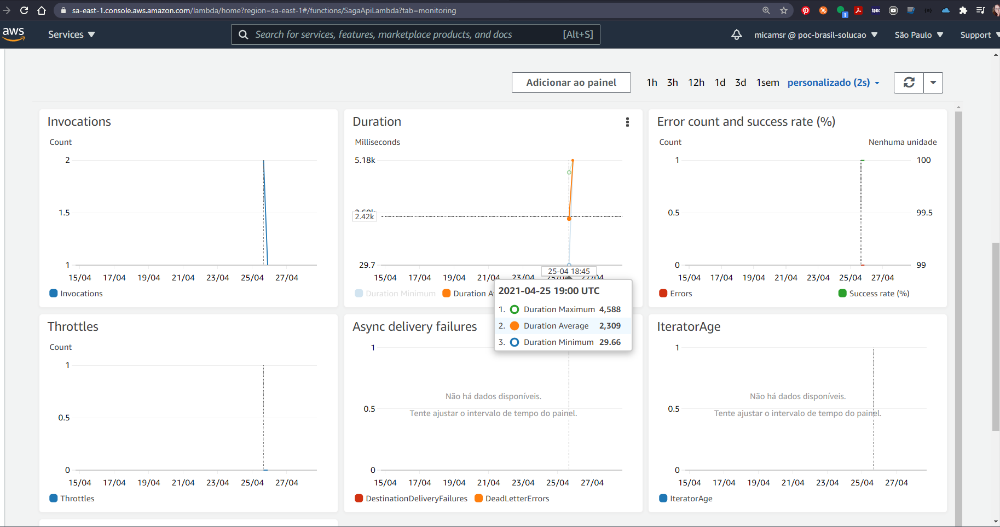 sa-east-1.console.aws.amazon.com/lambda/home?region=sa-east-1#/functions/SagaApiLambda?tab=monitoring
SpRc
1
aws
Services
Search for services, features, marketplace products, and docs [Alt+S]
micamsr @ poc-brasil-solucao
São Paulo
Support
Adicionar ao painel
1h 3h 12h 1d 3d 1sem personalizado (2s)
Invocations
Count
2
1.5
1
15/04 17/04 19/04 21/04 23/04 25/04 27/04
Invocations
Duration
Milliseconds
5.18k
2.42k
29.7
25-04 18:45
15/04 17/04 19/04 21/04 23/04 25/04 27/04
Duration Minimum Duration A
2021-04-25 19:00 UTC
1. Duration Maximum 4,588
2. Duration Average 2,309
3. Duration Minimum 29.66
Error count and success rate (%)
Count Nenhuma unidade
1 100
0.5 99.5
0 99
15/04 17/04 19/04 21/04 23/04 25/04 27/04
Errors Success rate (%)
Throttles
Count
1
0.5
0
15/04 17/04 19/04 21/04 23/04 25/04 27/04
Throttles
Async delivery failures
1
Não há dados disponíveis.
0.5
Tente ajustar o intervalo de tempo do painel.
0
15/04 17/04 19/04 21/04 23/04 25/04 27/04
DestinationDeliveryFailures DeadLetterErrors
IteratorAge
1
Não há dados disponíveis.
0.5
Tente ajustar o intervalo de tempo do painel.
0
15/04 17/04 19/04 21/04 23/04 25/04 27/04
IteratorAge